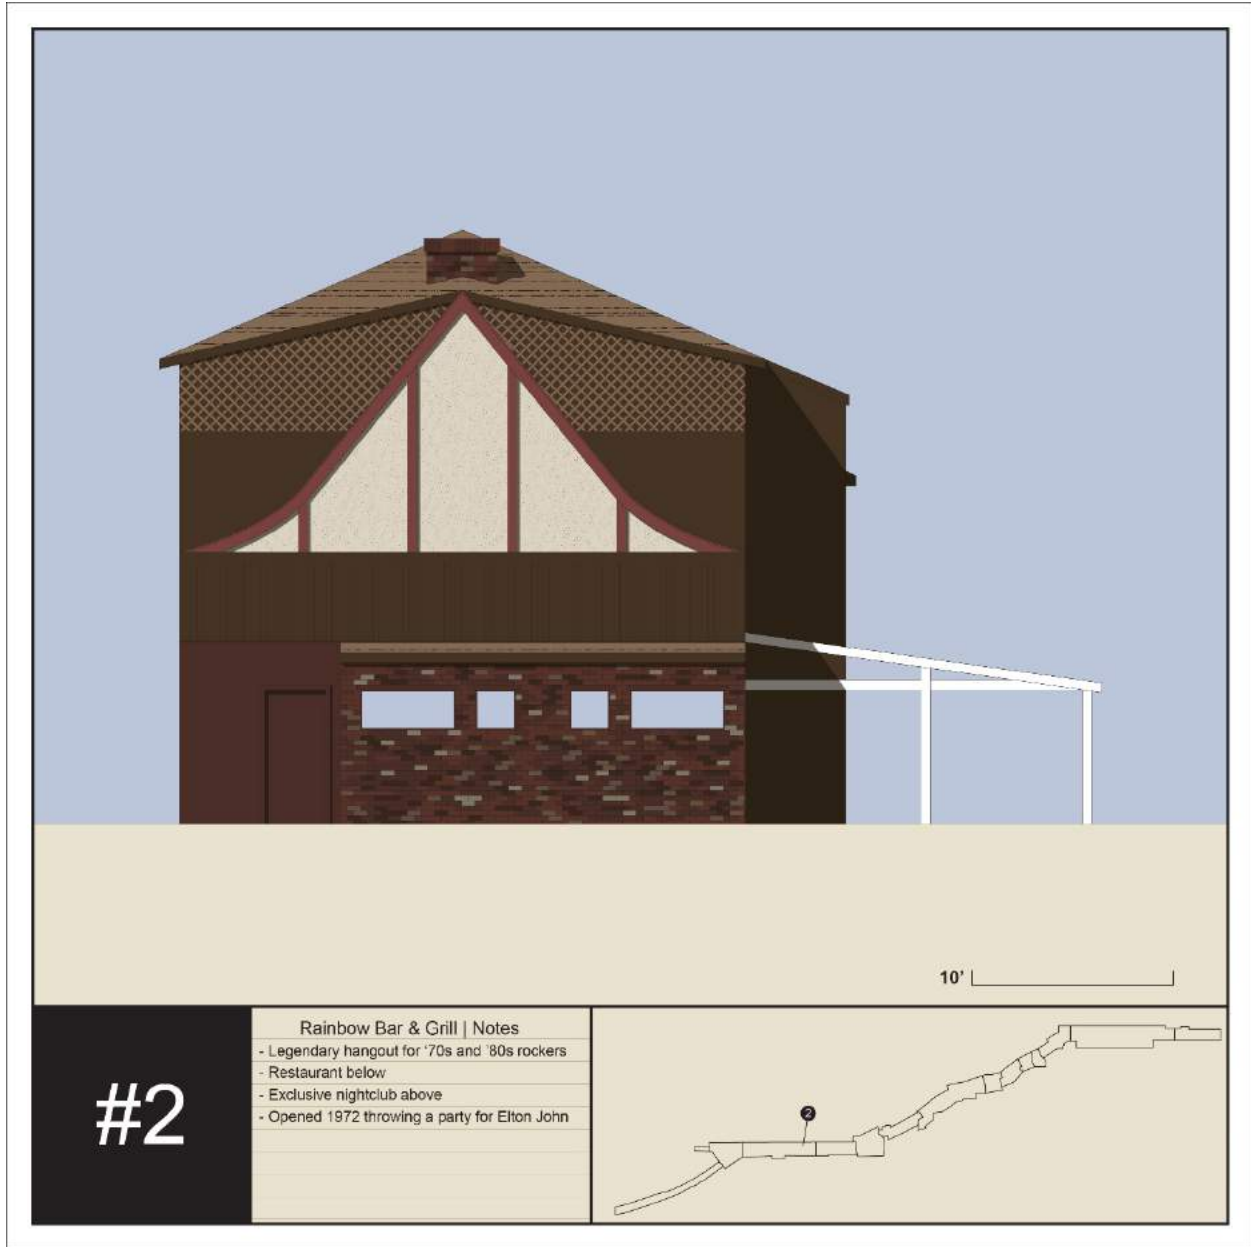 10’
#2
Rainbow Bar & Grill | Notes
- Legendary hangout for ‘70s and ’80s rockers
- Restaurant below
- Exclusive nightclub above
- Opened 1972 throwing a party for Elton John
2